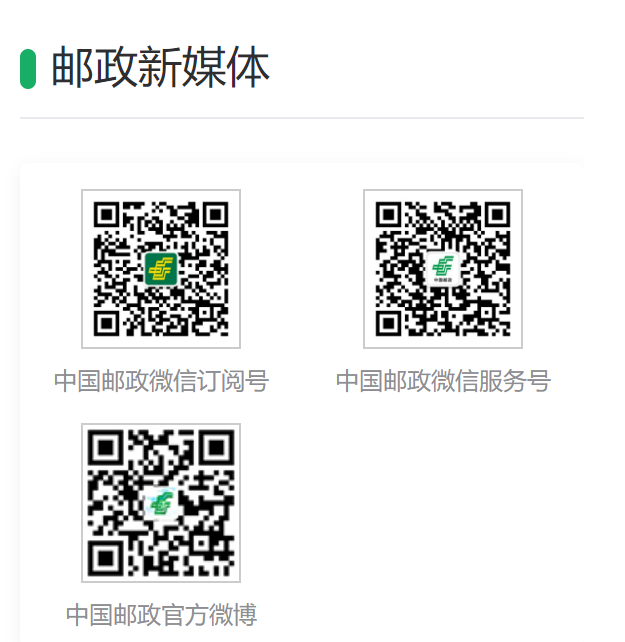 邮政新媒体
中国邮政微信订阅号
中国邮政微信服务号
中国邮政官方微博